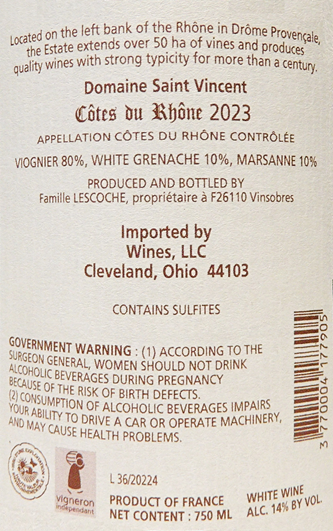 Located on the left bank of the Rhône in Drôme Provençale,
the Estate extends over 50 ha of vines and produces
quality wines with strong typicity for more than a century.
Domaine Saint Vincent
Côtes du Rhône 2023
APPELLATION CÔTES DU RHÔNE CONTRÔLÉE
VIOGNIER 80%, WHITE GRENACHE 10%, MARSANNE 10%
PRODUCED AND BOTTLED BY
Famille LESCOCHE, propriétaire à F26110 Vinsobres
Imported by
Wines, LLC
Cleveland, Ohio 44103
CONTAINS SULFITES
GOVERNMENT WARNING : (1) ACCORDING TO THE
SURGEON GENERAL, WOMEN SHOULD NOT DRINK
ALCOHOLIC BEVERAGES DURING PREGNANCY
BECAUSE OF THE RISK OF BIRTH DEFECTS.
(2) CONSUMPTION OF ALCOHOLIC BEVERAGES IMPAIRS
YOUR ABILITY TO DRIVE A CAR OR OPERATE MACHINERY,
AND MAY CAUSE HEALTH PROBLEMS.
3 770004 177905
vigneron
indépendant
L 36/20224
PRODUCT OF FRANCE
NET CONTENT : 750 ML
WHITE WINE
ALC. 14% BY VOL.